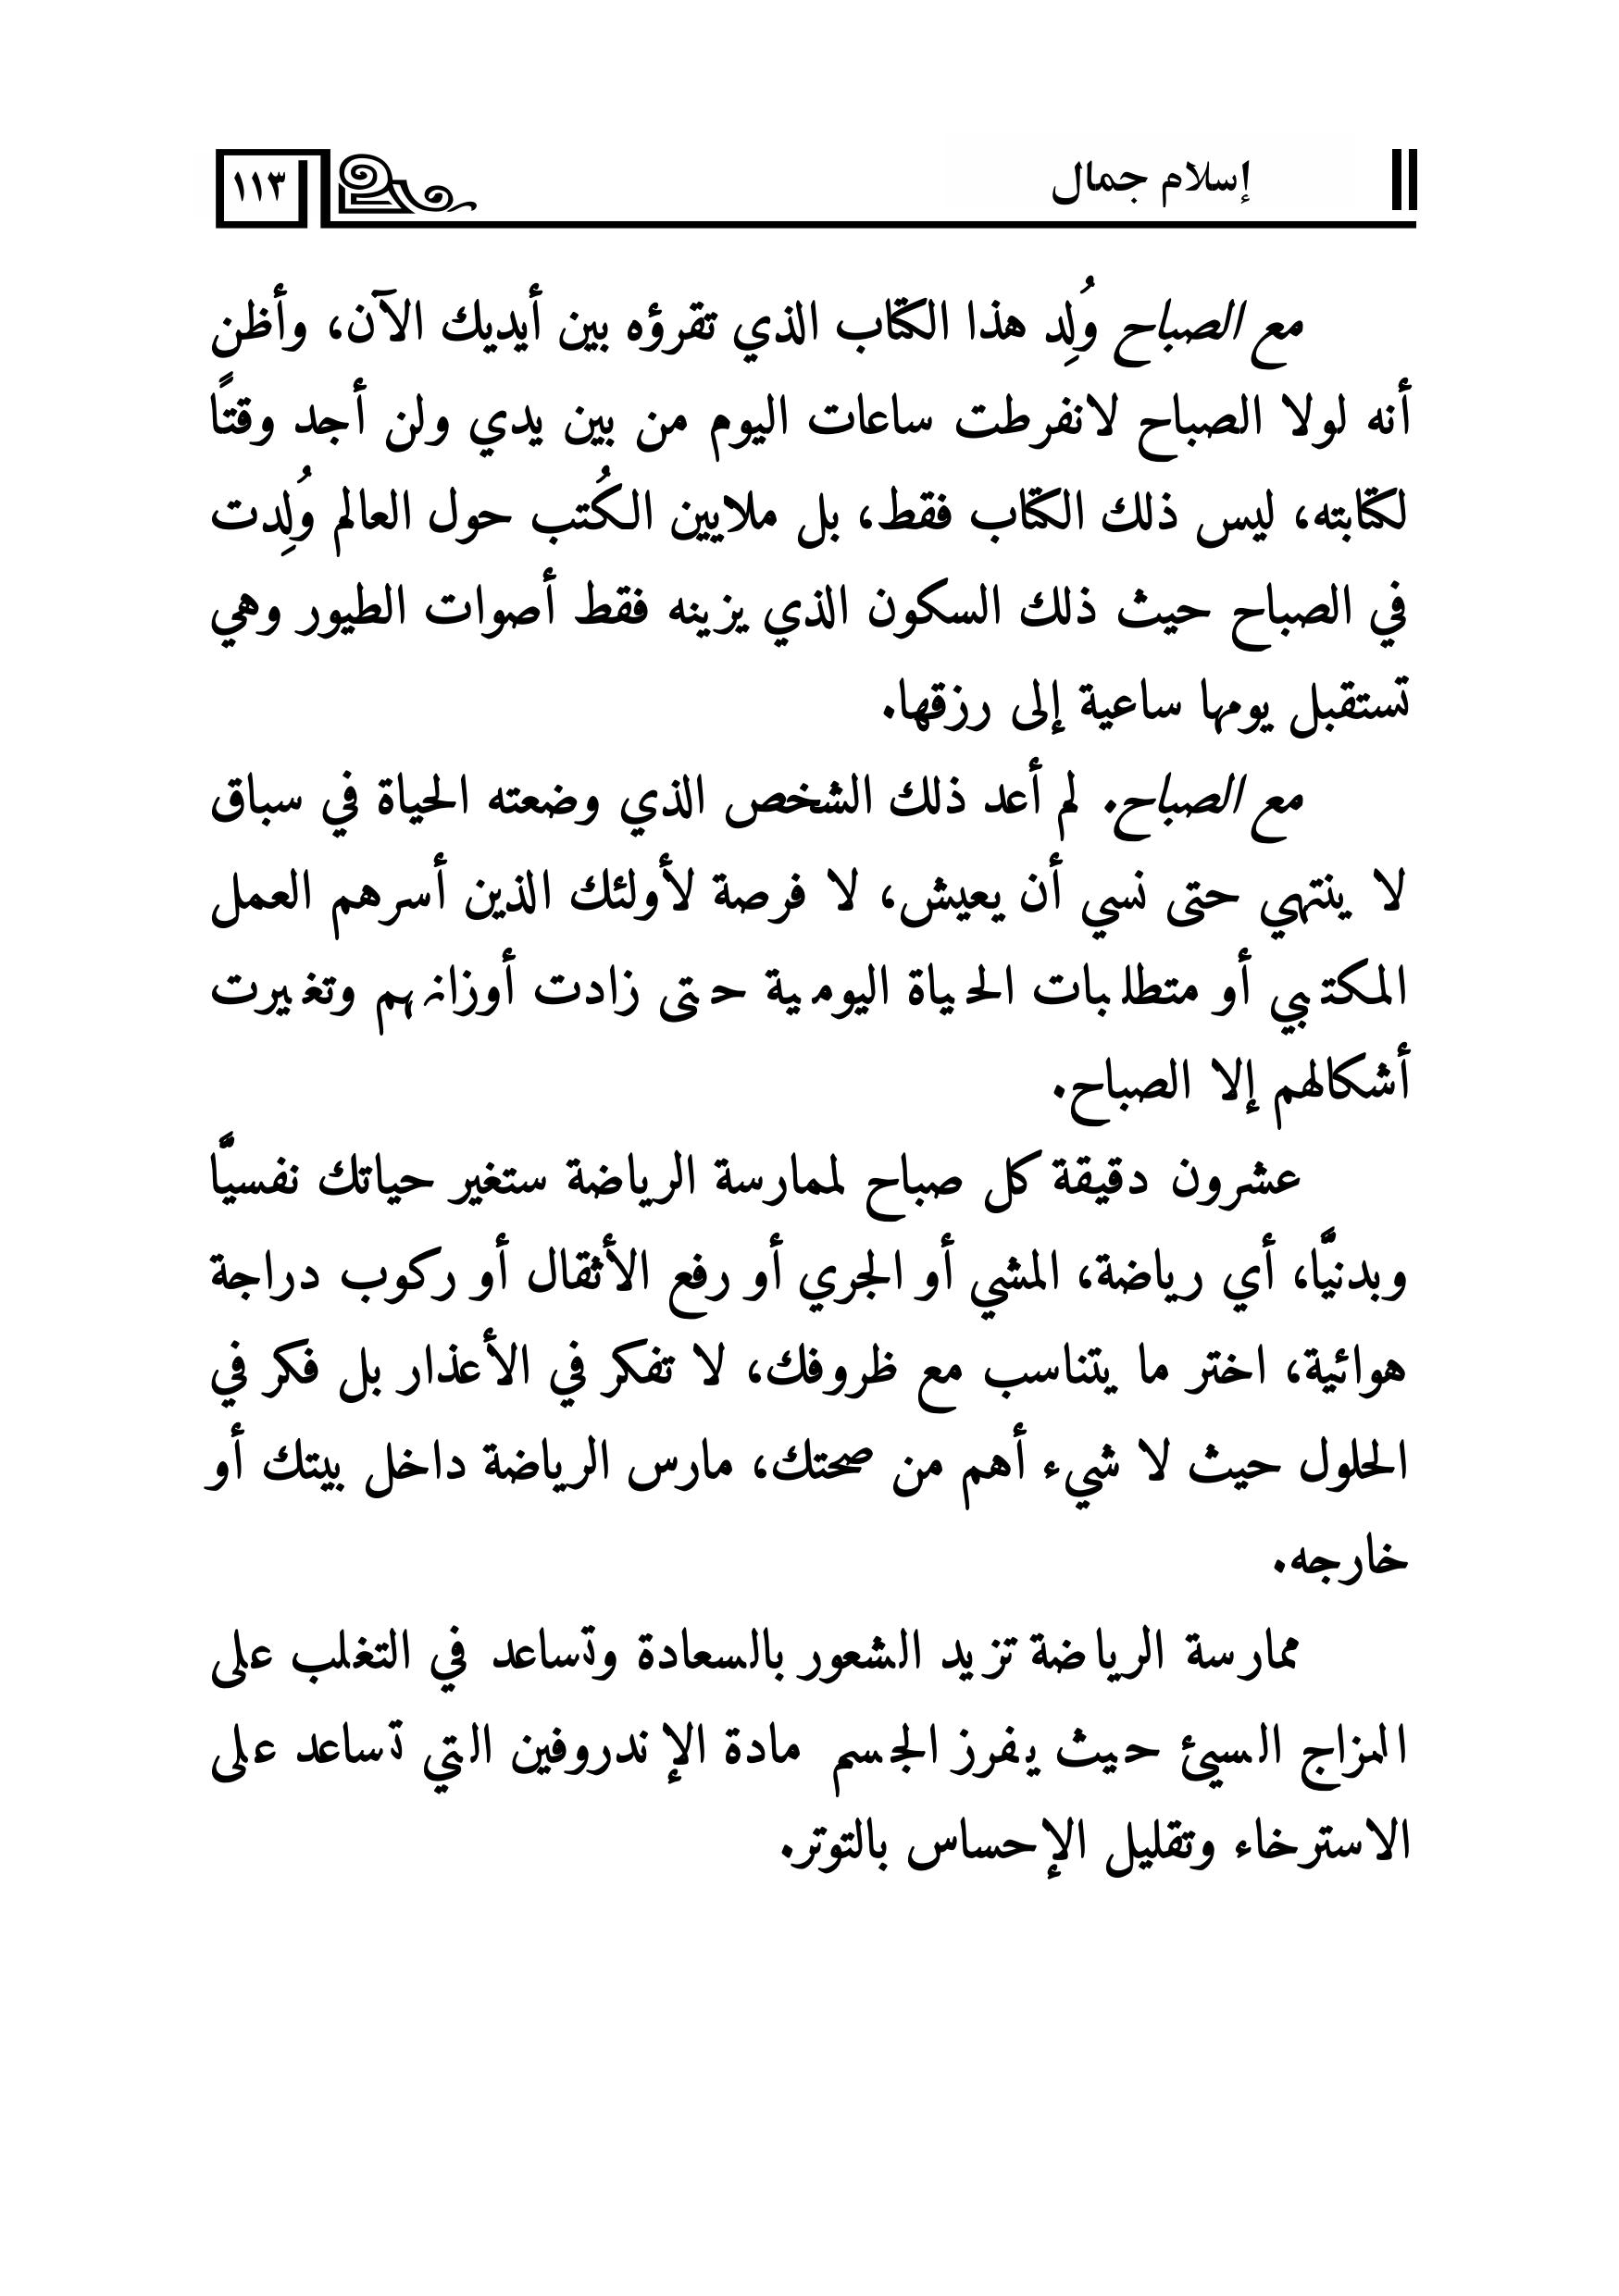 إسلام جمال
١١٣
مع الصباح وُلِد هذا الكتاب الذي تقرؤه بين أيديك الآن، وأظن
أنه لولا الصباح لانفرطت ساعات اليوم من بين يدي ولن أجد وقتًا
لكتابته، ليس ذلك الكتاب فقط، بل ملايين الكُتب حول العالم وُلِدت
في الصباح حيث ذلك السكون الذي يزينه فقط أصوات الطيور وهي
تستقبل يومها ساعية إلى رزقها.
مع الصباح. لم أعد ذلك الشخص الذي وضعته الحياة في سباق
لا ينتهي حتى نسي أن يعيش، لا فرصة لأولئك الذين أسرهم العمل
المكتبي أو متطلبات الحياة اليومية حتى زادت أوزانهم وتغيرت
أشكالهم إلا الصباح.
عشرون دقيقة كل صباح لممارسة الرياضة ستغير حياتك نفسيًّا
وبدنيًّا، أي رياضة، المشي أو الجري أو رفع الأثقال أو ركوب دراجة
هوائية، اختر ما يتناسب مع ظروفك، لا تفكر في الأعذار بل فكر في
الحلول حيث لا شيء أهم من صحتك، مارس الرياضة داخل بيتك أو
خارجه.
ممارسة الرياضة تزيد الشعور بالسعادة وتساعد في التغلب على
المزاج السيئ حيث يفرز الجسم مادة الإندروفين التي تساعد على
الاسترخاء وتقليل الإحساس بالتوتر.